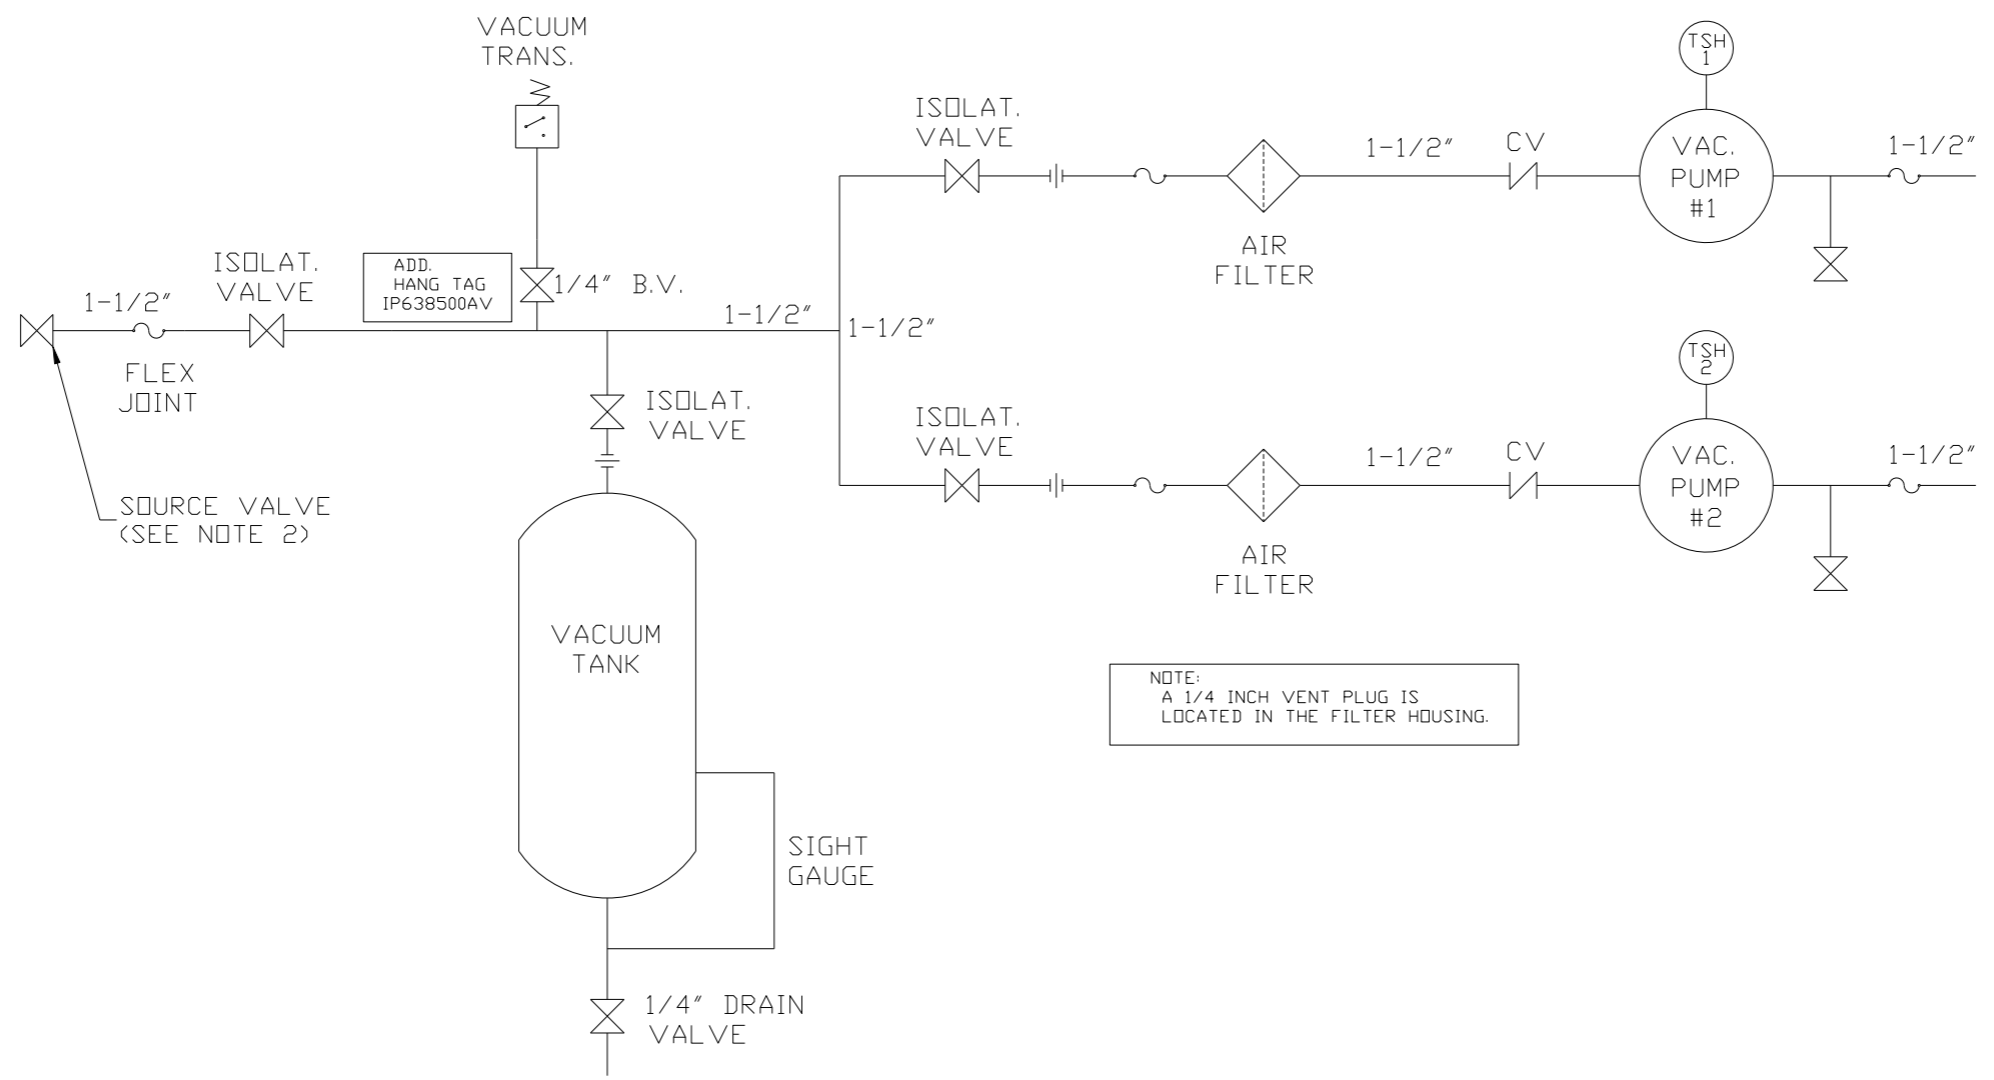 VACUUM
TRANS.
TSH
1
ISOLAT.
VALVE
1-1/2"
CV
VAC.
PUMP
#1
1-1/2"
AIR
FILTER
ISOLAT.
VALVE
1-1/2"
FLEX
JOINT
ADD.
HANG TAG
IP638500AV
1/4" B.V.
1-1/2"
1-1/2"
SOURCE VALVE
(SEE NOTE 2)
ISOLAT.
VALVE
TSH
2
ISOLAT.
VALVE
1-1/2"
CV
VAC.
PUMP
#2
1-1/2"
AIR
FILTER
VACUUM
TANK
NOTE:
A 1/4 INCH VENT PLUG IS
LOCATED IN THE FILTER HOUSING.
SIGHT
GAUGE
1/4" DRAIN
VALVE